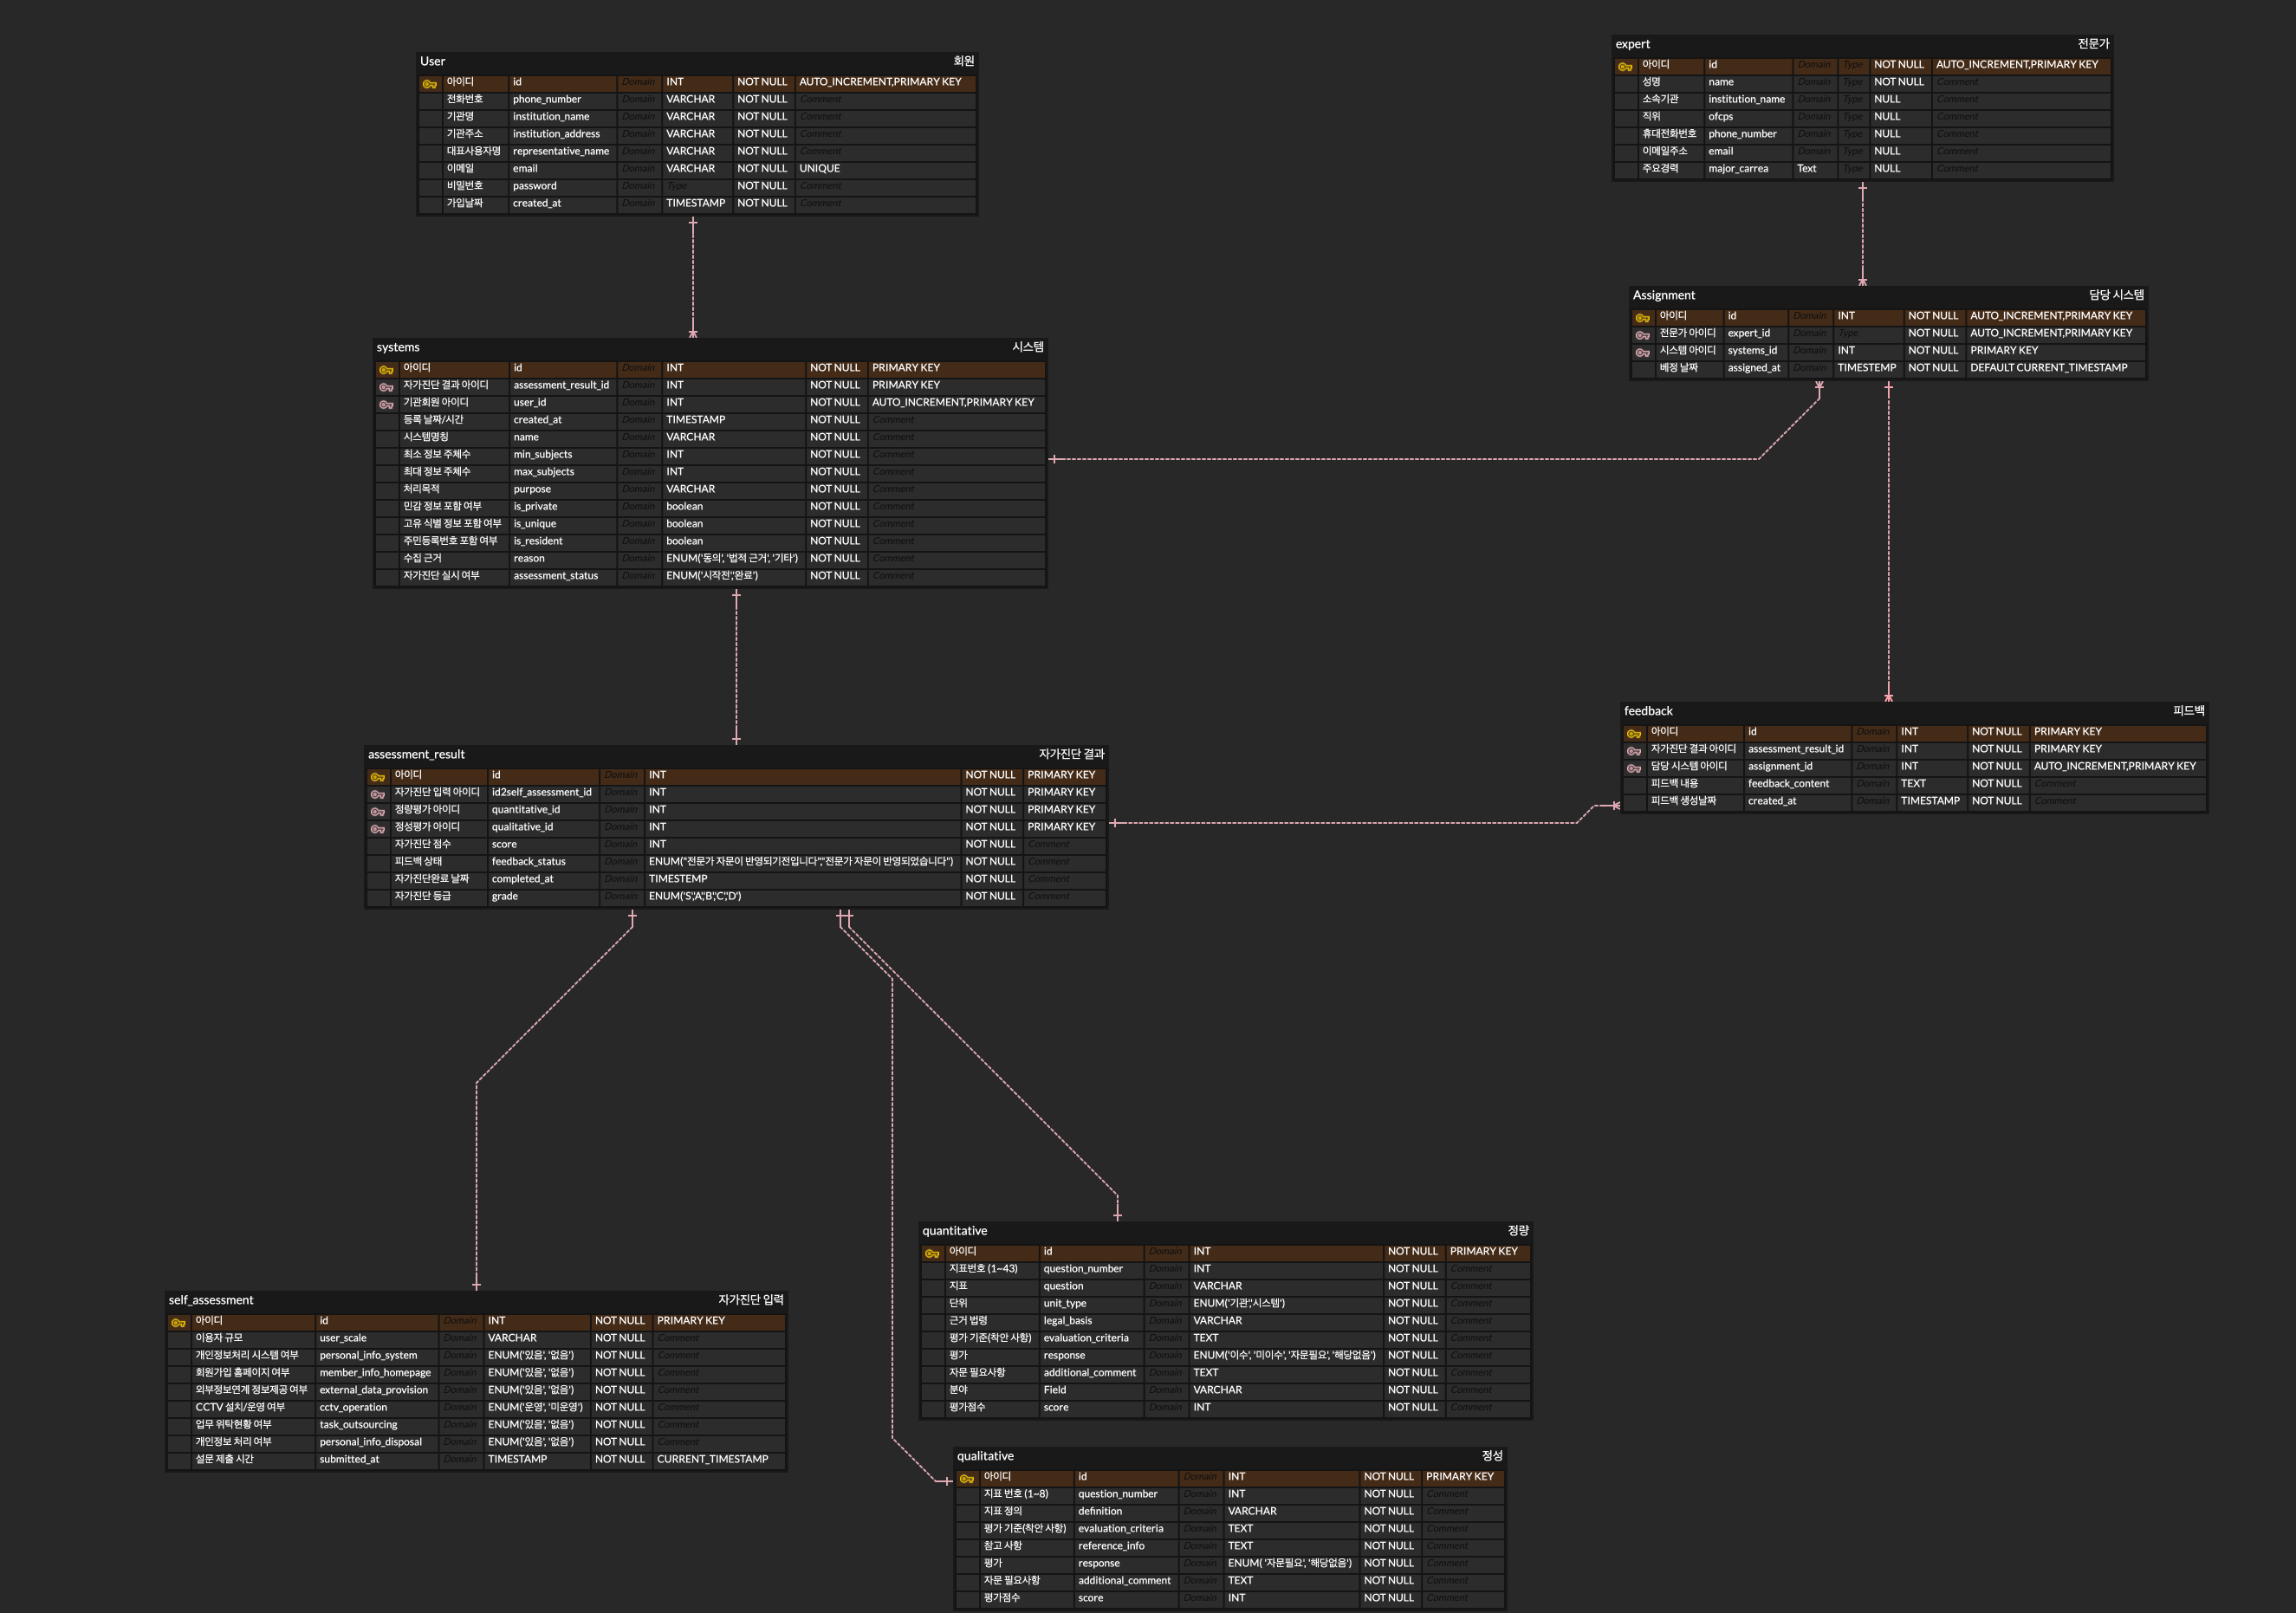 User 회원
아이디 id Domain INT NOT NULL AUTO_INCREMENT,PRIMARY KEY
전화번호 phone_number Domain VARCHAR NOT NULL Comment
기관명 institution_name Domain VARCHAR NOT NULL Comment
기관주소 institution_address Domain VARCHAR NOT NULL Comment
대표사용자명 representative_name Domain VARCHAR NOT NULL Comment
이메일 email Domain VARCHAR NOT NULL UNIQUE
비밀번호 password Domain Type NOT NULL Comment
가입날짜 created_at Domain TIMESTAMP NOT NULL Comment
expert 전문가
아이디 id Domain Type NOT NULL AUTO_INCREMENT,PRIMARY KEY
성명 name Domain Type NOT NULL Comment
소속기관 institution_name Domain Type NULL Comment
직위 ofcps Domain Type NULL Comment
휴대전화번호 phone_number Domain Type NULL Comment
이메일주소 email Domain Type NULL Comment
주요경력 major_carrea Text Type NULL Comment
Assignment 담당 시스템
아이디 id Domain INT NOT NULL AUTO_INCREMENT,PRIMARY KEY
전문가 아이디 expert_id Domain Type NOT NULL AUTO_INCREMENT,PRIMARY KEY
시스템 아이디 systems_id Domain INT NOT NULL PRIMARY KEY
베정 날짜 assigned_at Domain TIMESTEMP NOT NULL DEFAULT CURRENT_TIMESTAMP
systems 시스템
아이디 id Domain INT NOT NULL PRIMARY KEY
자가진단 결과 아이디 assessment_result_id Domain INT NOT NULL PRIMARY KEY
기관회원 아이디 user_id Domain INT NOT NULL AUTO_INCREMENT,PRIMARY KEY
등록 날짜/시간 created_at Domain TIMESTAMP NOT NULL Comment
시스템명칭 name Domain VARCHAR NOT NULL Comment
최소 정보 주체수 min_subjects Domain INT NOT NULL Comment
최대 정보 주체수 max_subjects Domain INT NOT NULL Comment
처리목적 purpose Domain VARCHAR NOT NULL Comment
민감 정보 포함 여부 is_private Domain boolean NOT NULL Comment
고유 식별 정보 포함 여부 is_unique Domain boolean NOT NULL Comment
주민등록번호 포함 여부 is_resident Domain boolean NOT NULL Comment
수집 근거 reason Domain ENUM('동의', '법적 근거', '기타') NOT NULL Comment
자가진단 실시 여부 assessment_status Domain ENUM('시작전','완료') NOT NULL Comment
feedback 피드백
아이디 id Domain INT NOT NULL PRIMARY KEY
자가진단 결과 아이디 assessment_result_id Domain INT NOT NULL PRIMARY KEY
담당 시스템 아이디 assignment_id Domain INT NOT NULL AUTO_INCREMENT,PRIMARY KEY
피드백 내용 feedback_content Domain TEXT NOT NULL Comment
피드백 생성날짜 created_at Domain TIMESTAMP NOT NULL Comment
assessment_result 자가진단 결과
아이디 id Domain INT NOT NULL PRIMARY KEY
자가진단 입력 아이디 id2self_assessment_id Domain INT NOT NULL PRIMARY KEY
정량평가 아이디 quantitative_id Domain INT NOT NULL PRIMARY KEY
정성평가 아이디 qualitative_id Domain INT NOT NULL PRIMARY KEY
자가진단 점수 score Domain INT NOT NULL Comment
피드백 상태 feedback_status Domain ENUM("전문가 자문이 반영되기전입니다","전문가 자문이 반영되었습니다") NOT NULL Comment
자가진단완료 날짜 completed_at Domain TIMESTEMP NOT NULL Comment
자가진단 등급 grade Domain ENUM('S','A','B','C','D') NOT NULL Comment
quantitative 정량
아이디 id Domain INT NOT NULL PRIMARY KEY
지표번호 (1~43) question_number Domain INT NOT NULL Comment
지표 question Domain VARCHAR NOT NULL Comment
단위 unit_type Domain ENUM('기관','시스템') NOT NULL Comment
근거 법령 legal_basis Domain VARCHAR NOT NULL Comment
평가 기준(착안 사항) evaluation_criteria Domain TEXT NOT NULL Comment
평가 response Domain ENUM('이수', '미이수', '자문필요', '해당없음') NOT NULL Comment
자문 필요사항 additional_comment Domain TEXT NOT NULL Comment
분야 Field Domain VARCHAR NOT NULL Comment
평가점수 score Domain INT NOT NULL Comment
self_assessment 자가진단 입력
아이디 id Domain INT NOT NULL PRIMARY KEY
이용자 규모 user_scale Domain VARCHAR NOT NULL Comment
개인정보처리 시스템 여부 personal_info_system Domain ENUM('있음', '없음') NOT NULL Comment
회원가입 홈페이지 여부 member_info_homepage Domain ENUM('있음', '없음') NOT NULL Comment
외부정보연계 정보제공 여부 external_data_provision Domain ENUM('있음', '없음') NOT NULL Comment
CCTV 설치/운영 여부 cctv_operation Domain ENUM('운영', '미운영') NOT NULL Comment
업무 위탁현황 여부 task_outsourcing Domain ENUM('있음', '없음') NOT NULL Comment
개인정보 처리 여부 personal_info_disposal Domain ENUM('있음', '없음') NOT NULL Comment
설문 제출 시간 submitted_at Domain TIMESTAMP NOT NULL CURRENT_TIMESTAMP
qualitative 정성
아이디 id Domain INT NOT NULL PRIMARY KEY
지표 번호 (1~8) question_number Domain INT NOT NULL Comment
지표 정의 definition Domain VARCHAR NOT NULL Comment
평가 기준(착안 사항) evaluation_criteria Domain TEXT NOT NULL Comment
참고 사항 reference_info Domain TEXT NOT NULL Comment
평가 response Domain ENUM( '자문필요', '해당없음') NOT NULL Comment
자문 필요사항 additional_comment Domain TEXT NOT NULL Comment
평가점수 score Domain INT NOT NULL Comment